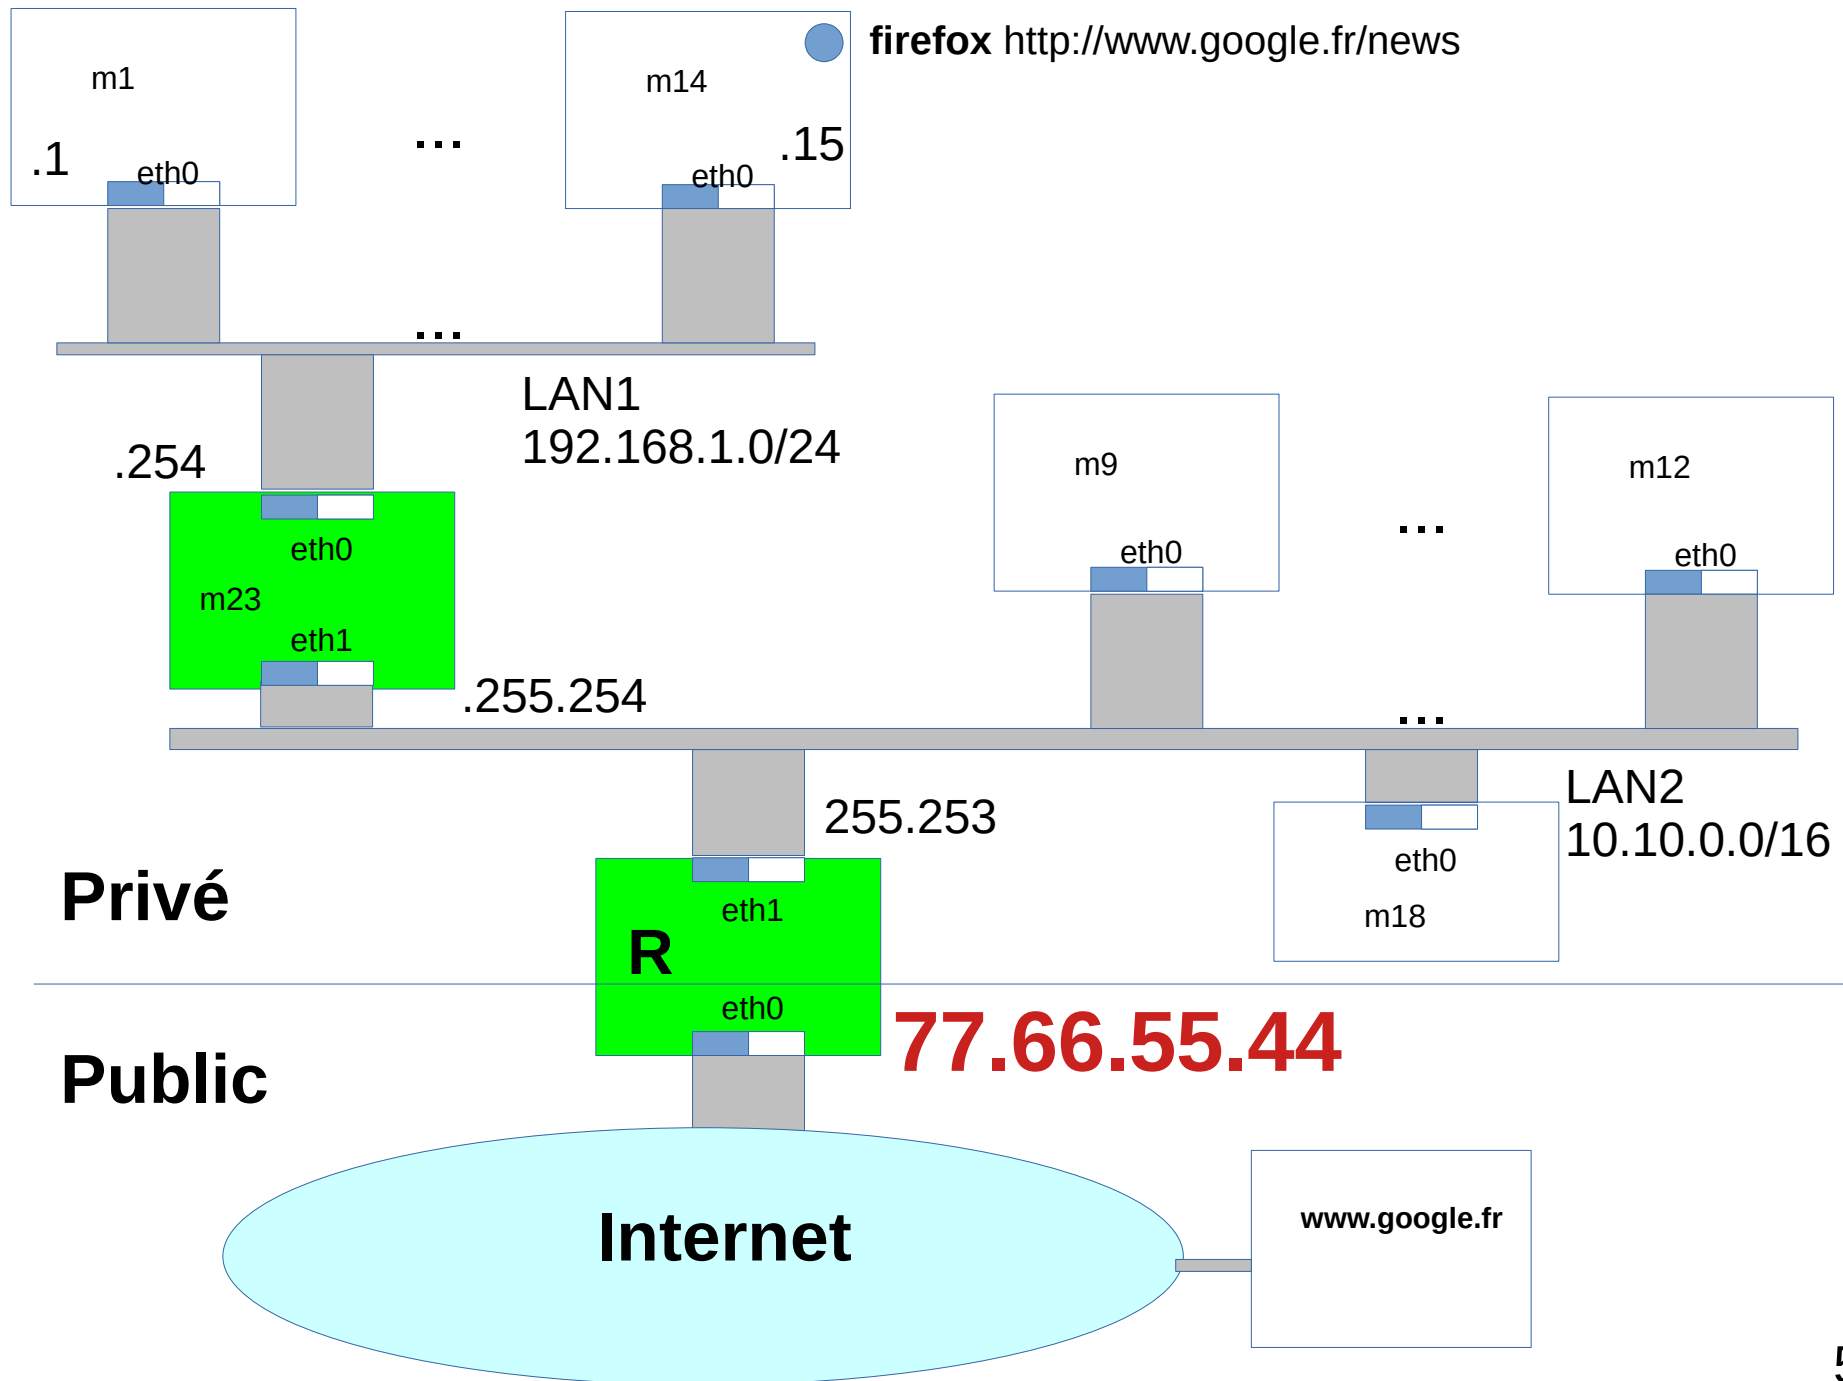 firefox http://www.google.fr/news
m1
m14
...
.1
eth0
.15
eth0
...
LAN1
192.168.1.0/24
.254
eth0
m23
eth1
.255.254
m9
m12
...
eth0
eth0
...
255.253
LAN2
10.10.0.0/16
eth0
m18
Privé
eth1
R
eth0
77.66.55.44
Public
Internet
www.google.fr